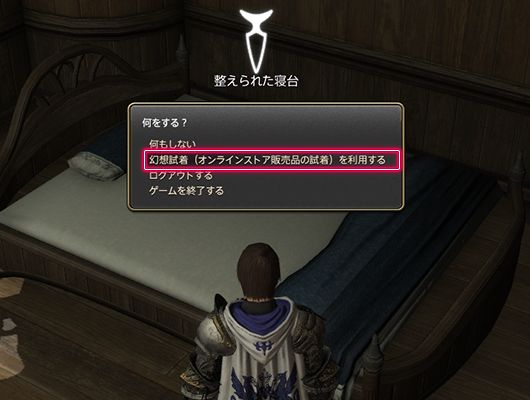 整えられた寝台
何をする？
何もしない
幻想試着（オンラインストア販売品の試着）を利用する
ログアウトする
ゲームを終了する